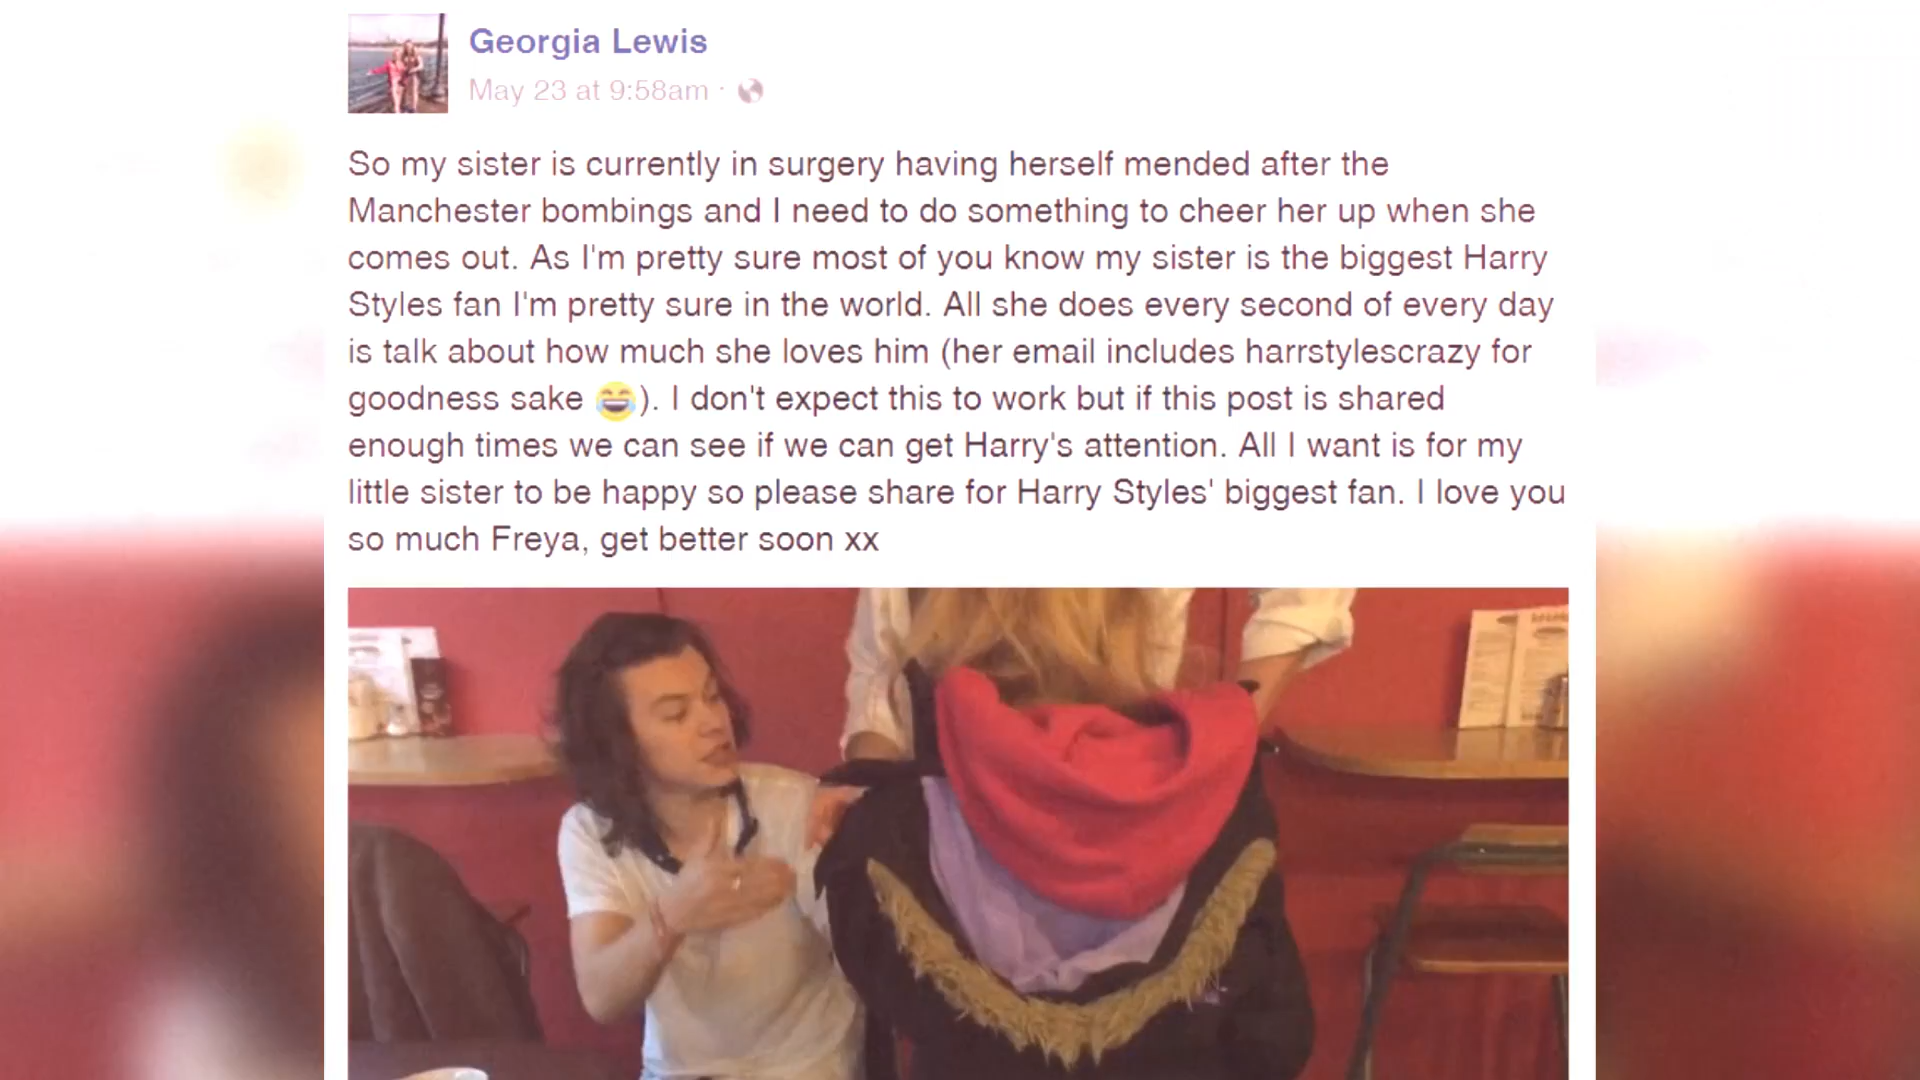 Georgia Lewis
May 23 at 9:58am ·
So my sister is currently in surgery having herself mended after the
Manchester bombings and I need to do something to cheer her up when she
comes out. As I'm pretty sure most of you know my sister is the biggest Harry
Styles fan I'm pretty sure in the world. All she does every second of every day
is talk about how much she loves him (her email includes harrstylescrazy for
goodness sake 😂). I don't expect this to work but if this post is shared
enough times we can see if we can get Harry's attention. All I want is for my
little sister to be happy so please share for Harry Styles' biggest fan. I love you
so much Freya, get better soon xx